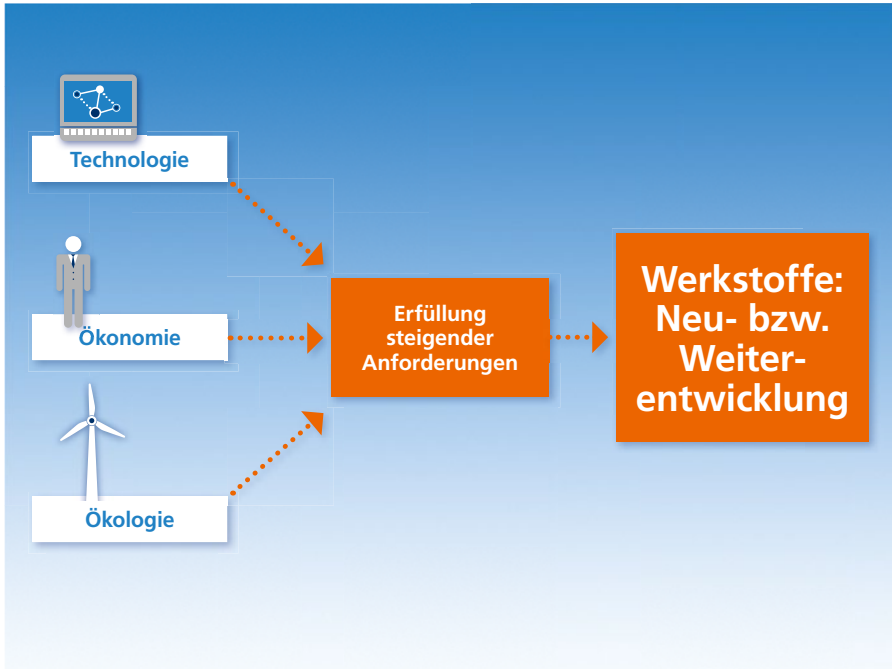 Technologie
Ökonomie
Ökologie
Erfüllung
steigender
Anforderungen
Werkstoffe:
Neu- bzw.
Weiter-
entwicklung